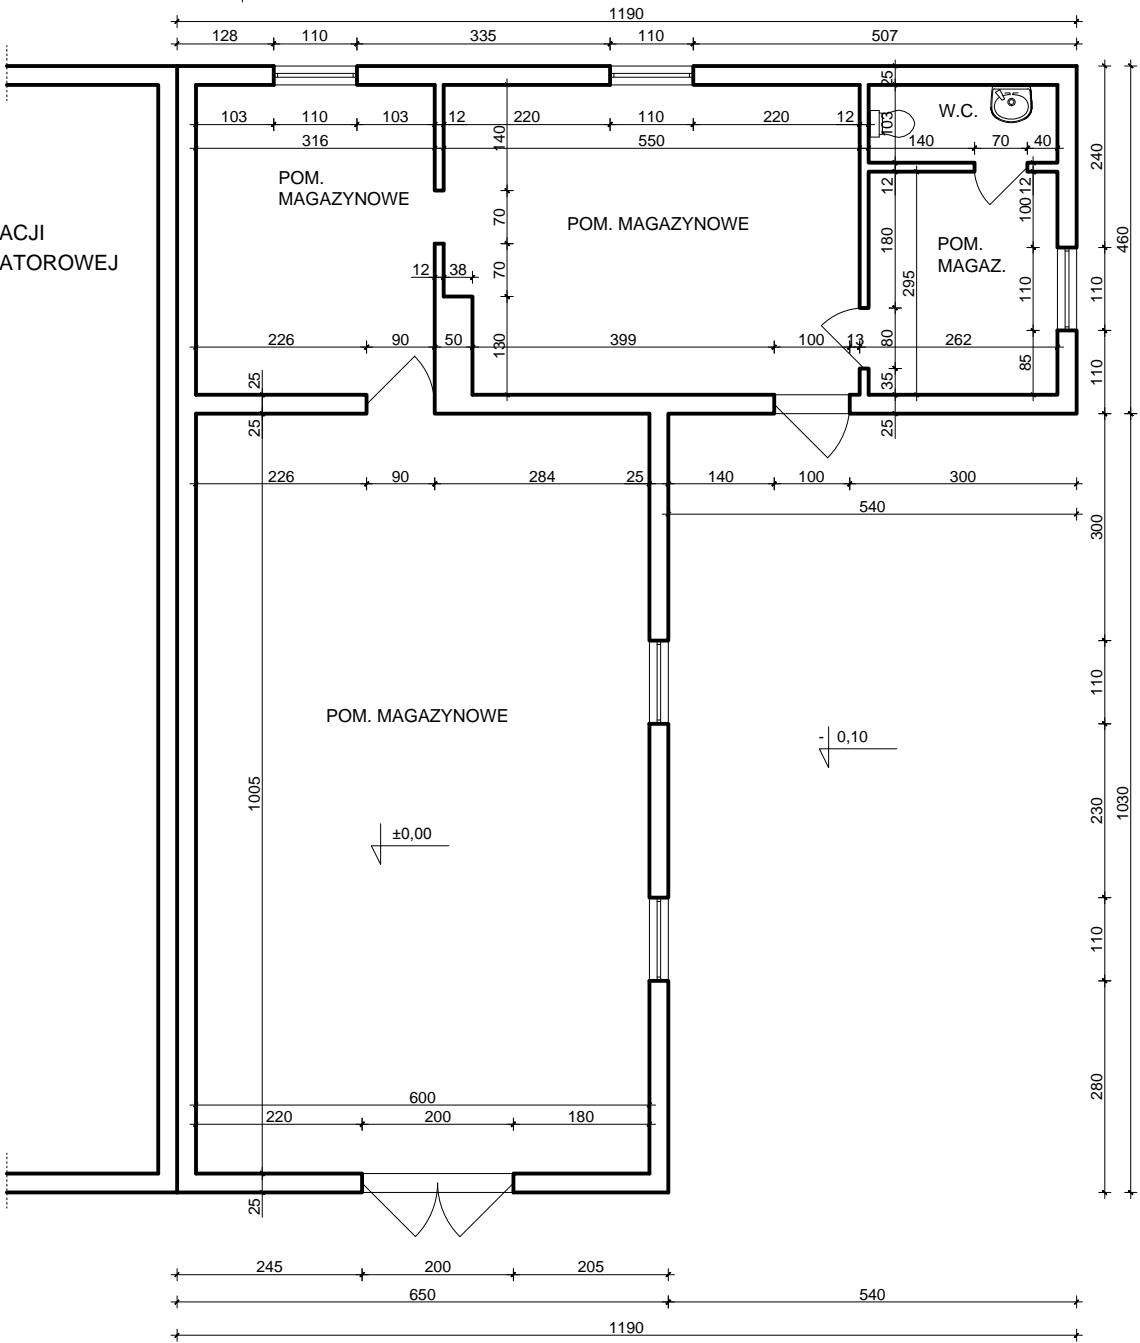 1190
128 110 335 110 507
25
103 110 103 12 220 110 220 12
140
103
W.C.
316 550 140 70 40
240
POM.
MAGAZYNOWE
12
12
100
ACJI
ATOROWEJ
70
POM. MAGAZYNOWE
180
POM.
MAGAZ.
460
12 38
70
295
110
110
226 90 50 399 100 13 262
130
80
85
110
25
35
25
25
226 90 284 25 140 100 300
540
300
110
POM. MAGAZYNOWE
- 0,10
1005
230
1030
±0,00
110
280
600
220 200 180
25
245 200 205
650 540
1190